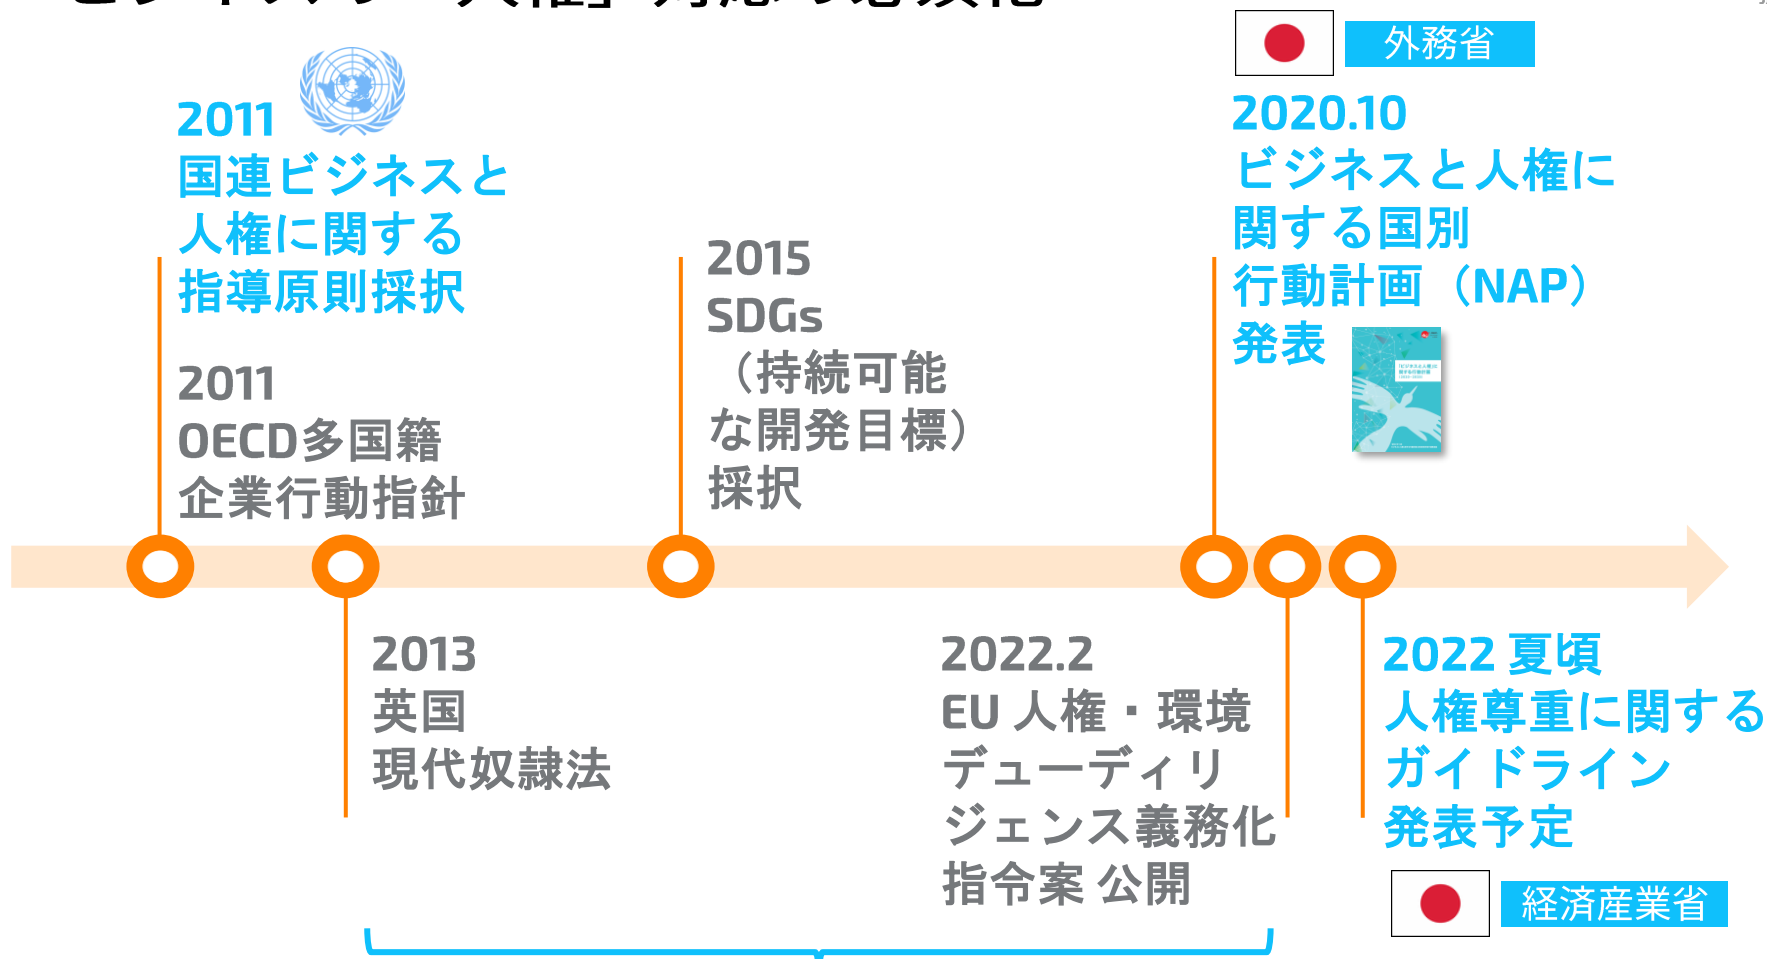 外務省
2011
国連ビジネスと
人権に関する
指導原則採択
2011
OECD多国籍
企業行動指針
2015
SDGs
（持続可能
な開発目標）
採択
2020.10
ビジネスと人権に
関する国別
行動計画（NAP）
発表
2013
英国
現代奴隷法
2022.2
EU 人権・環境
デューディリ
ジェンス義務化
指令案 公開
2022 夏頃
人権尊重に関する
ガイドライン
発表予定
経済産業省